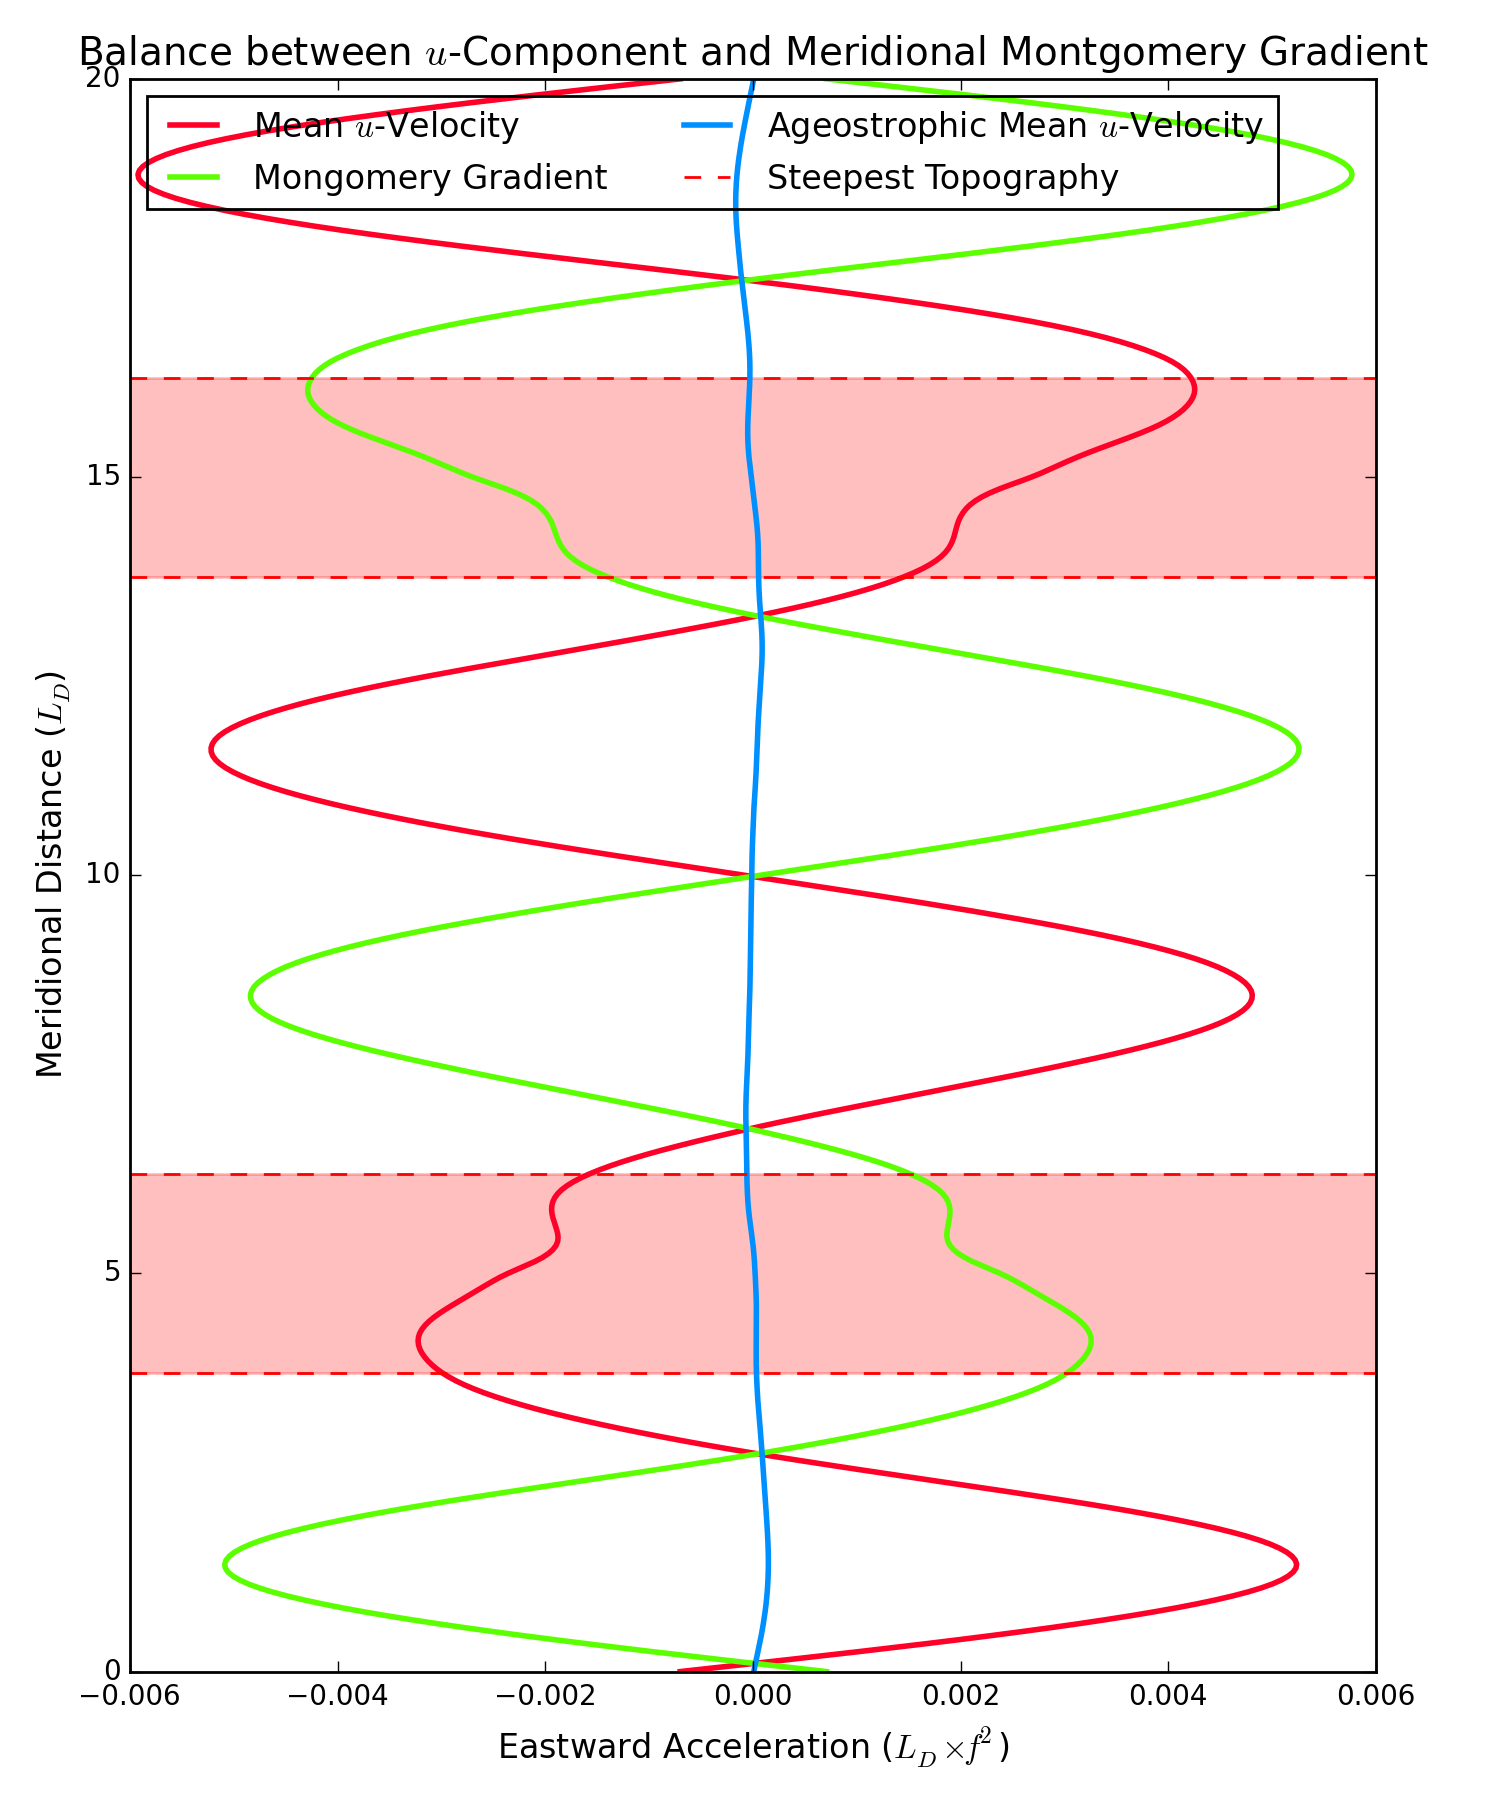 Balance between u-Component and Meridional Montgomery Gradient
Mean u-Velocity
Mongomery Gradient
Ageostrophic Mean u-Velocity
Steepest Topography
20
15
10
5
0
Meridional Distance (L_D)
−0.006 −0.004 −0.002 0.000 0.002 0.004 0.006
Eastward Acceleration (L_D × f²)